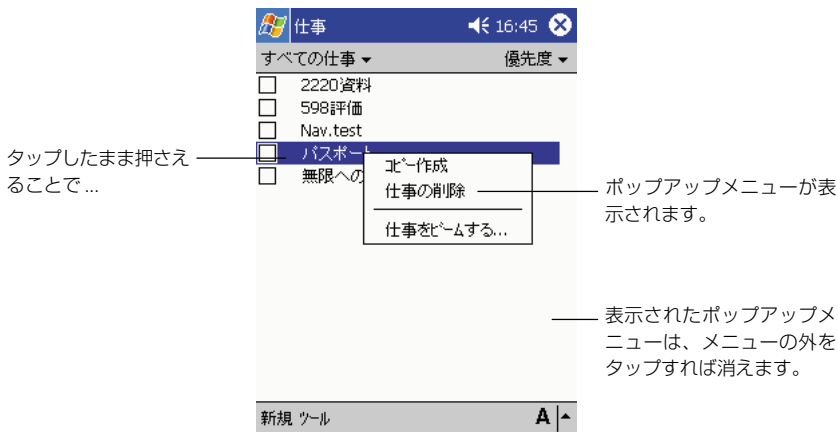 仕事 16:45
すべての仕事 優先度
2220資料
598評価
Nav.test
パスポート
無限への
コピー作成
仕事の削除
仕事をビームする...
新規 ツール A
タップしたまま押さえ
ることで ...
ポップアップメニューが表
示されます。
表示されたポップアップメ
ニューは、メニューの外を
タップすれば消えます。